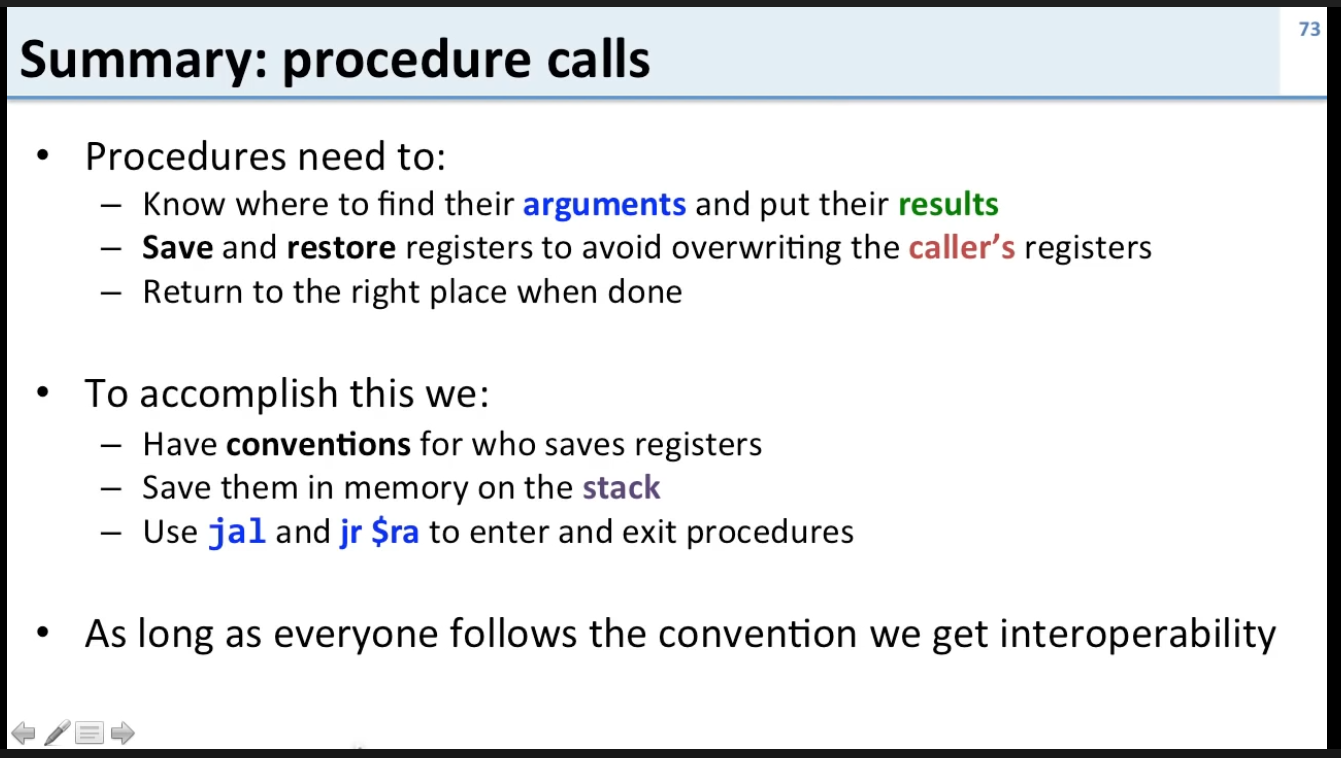 Summary: procedure calls
73
• Procedures need to:
– Know where to find their arguments and put their results
– Save and restore registers to avoid overwriting the caller’s registers
– Return to the right place when done
• To accomplish this we:
– Have conventions for who saves registers
– Save them in memory on the stack
– Use jal and jr $ra to enter and exit procedures
• As long as everyone follows the convention we get interoperability